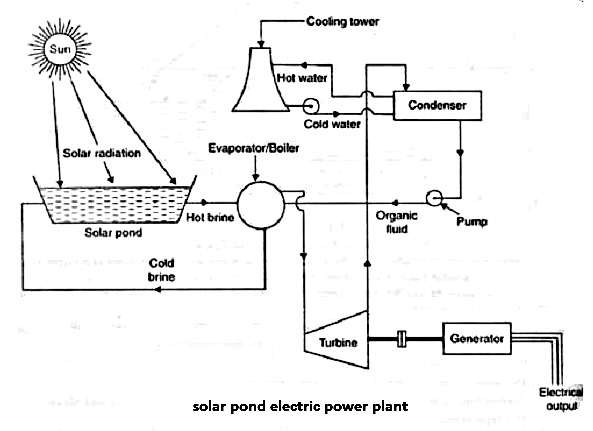 Cooling tower
Sun
Hot water
Condenser
Cold water
Solar radiation
Evaporator/Boiler
Hot brine
Organic
fluid
Pump
Solar pond
Cold
brine
Turbine
Generator
Electrical
output
solar pond electric power plant